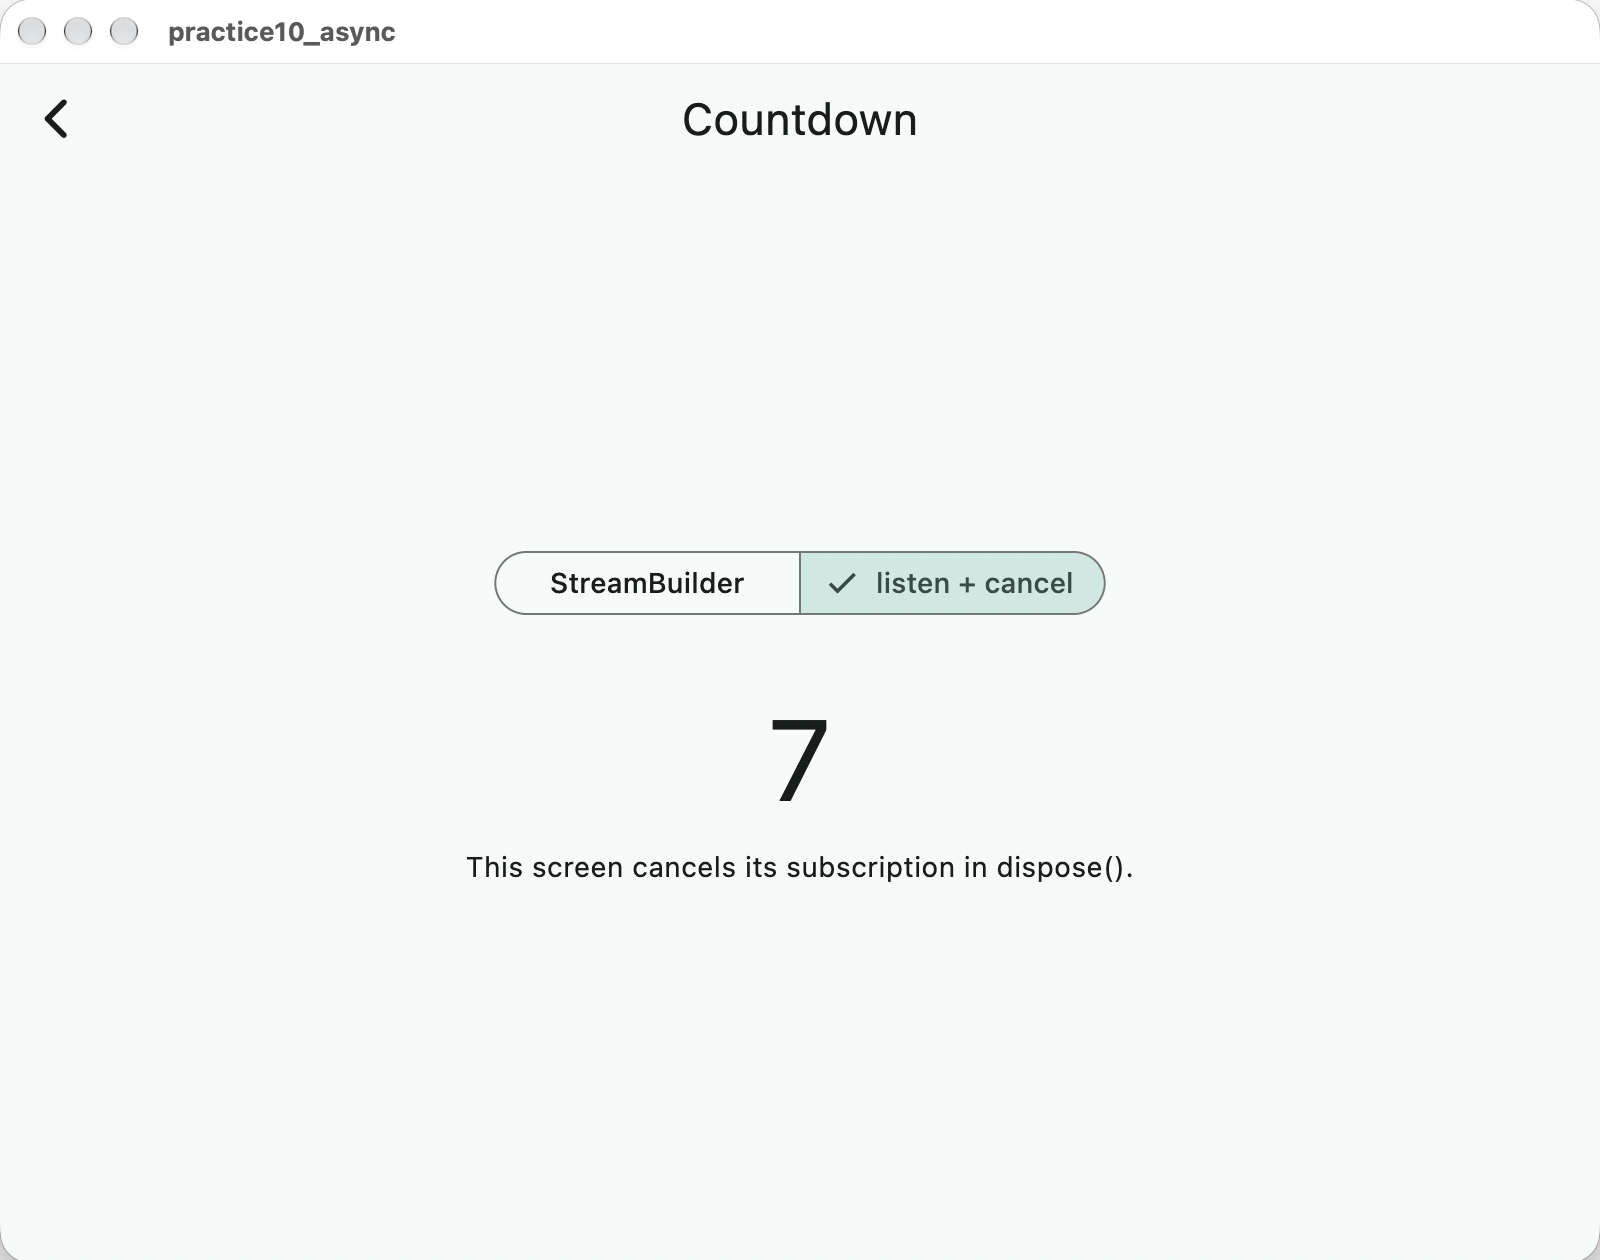 practice10_async
Countdown
StreamBuilder
listen + cancel
7
This screen cancels its subscription in dispose().